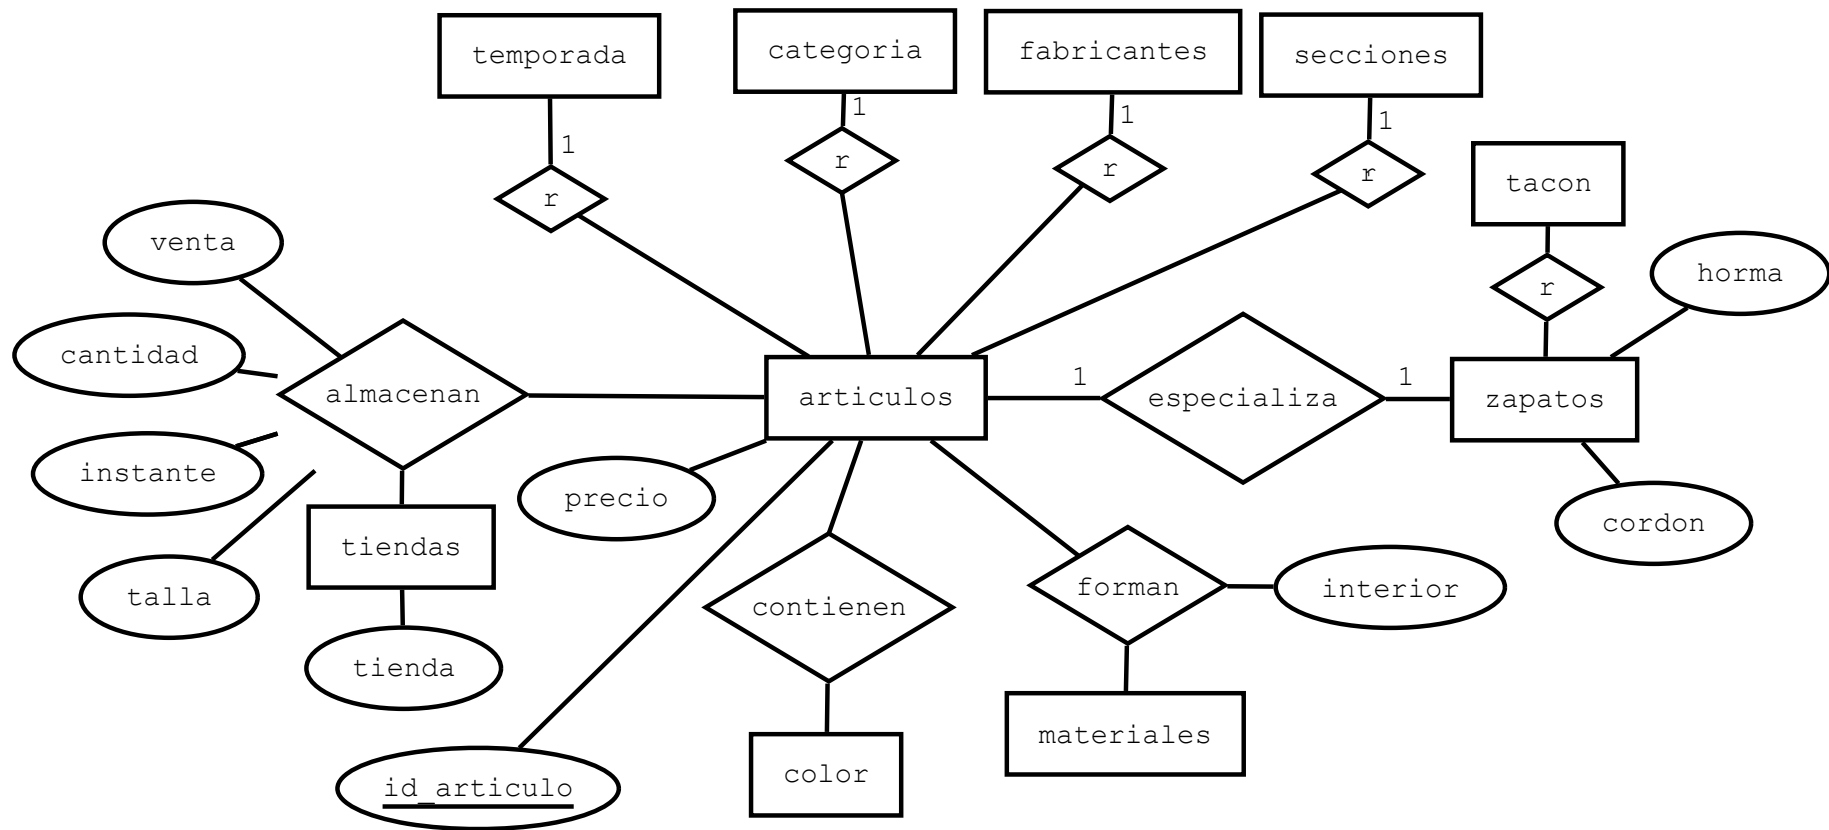 temporada
categoria
fabricantes
secciones
1
1
1
1
r
r
r
r
tacon
venta
horma
r
cantidad
almacenan
articulos
1
especializa
1
zapatos
instante
precio
cordon
tiendas
talla
contienen
forman
interior
tienda
materiales
id_articulo
color